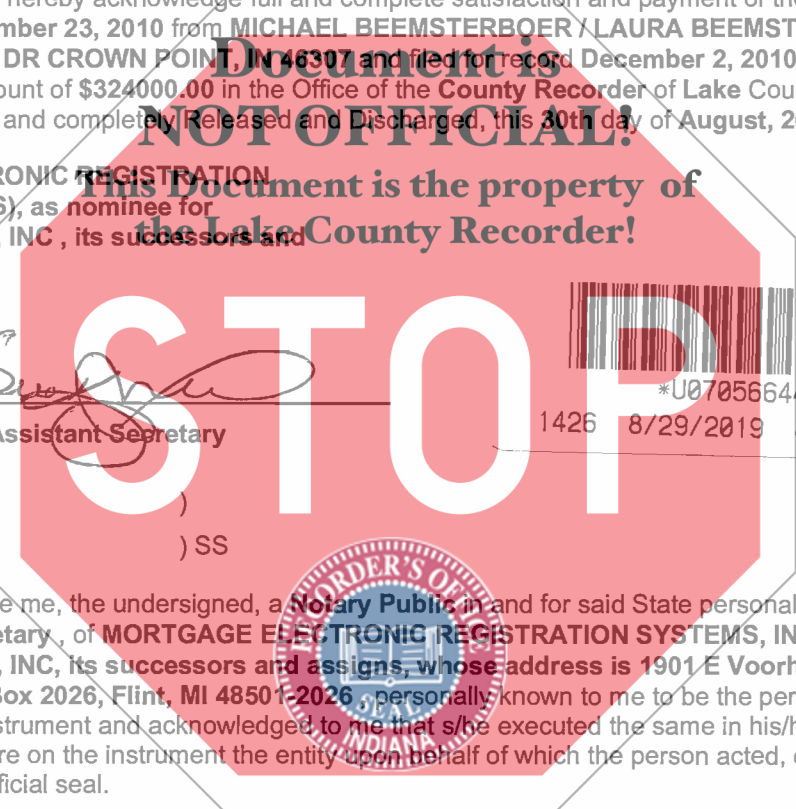 hereby acknowledge full and complete satisfaction and payment of the
mber 23, 2010 from MICHAEL BEEMSTERBOER / LAURA BEEMST
DR CROWN POINT, IN 46307 and filed for record December 2, 2010
Document is
ount of $324000.00 in the Office of the County Recorder of Lake Cou
NOT OFFICIAL!
and completely Released and Discharged, this 30th day of August, 2
RONIC REGISTRATION
This Document is the property of
S), as nominee for
the Lake County Recorder!
, INC , its successors and
STOP
*U0705664
Assistant Secretary
1426 8/29/2019
)
) SS
RECORDER'S OFFICE
e me, the undersigned, a Notary Public in and for said State personal
etary , of MORTGAGE ELECTRONIC REGISTRATION SYSTEMS, IN
, INC, its successors and assigns, whose address is 1901 E Voorh
Box 2026, Flint, MI 48501-2026 , personally known to me to be the per
SEAL
strument and acknowledged to me that s/he executed the same in his/h
INDIANA
re on the instrument the entity upon behalf of which the person acted,
ficial seal.